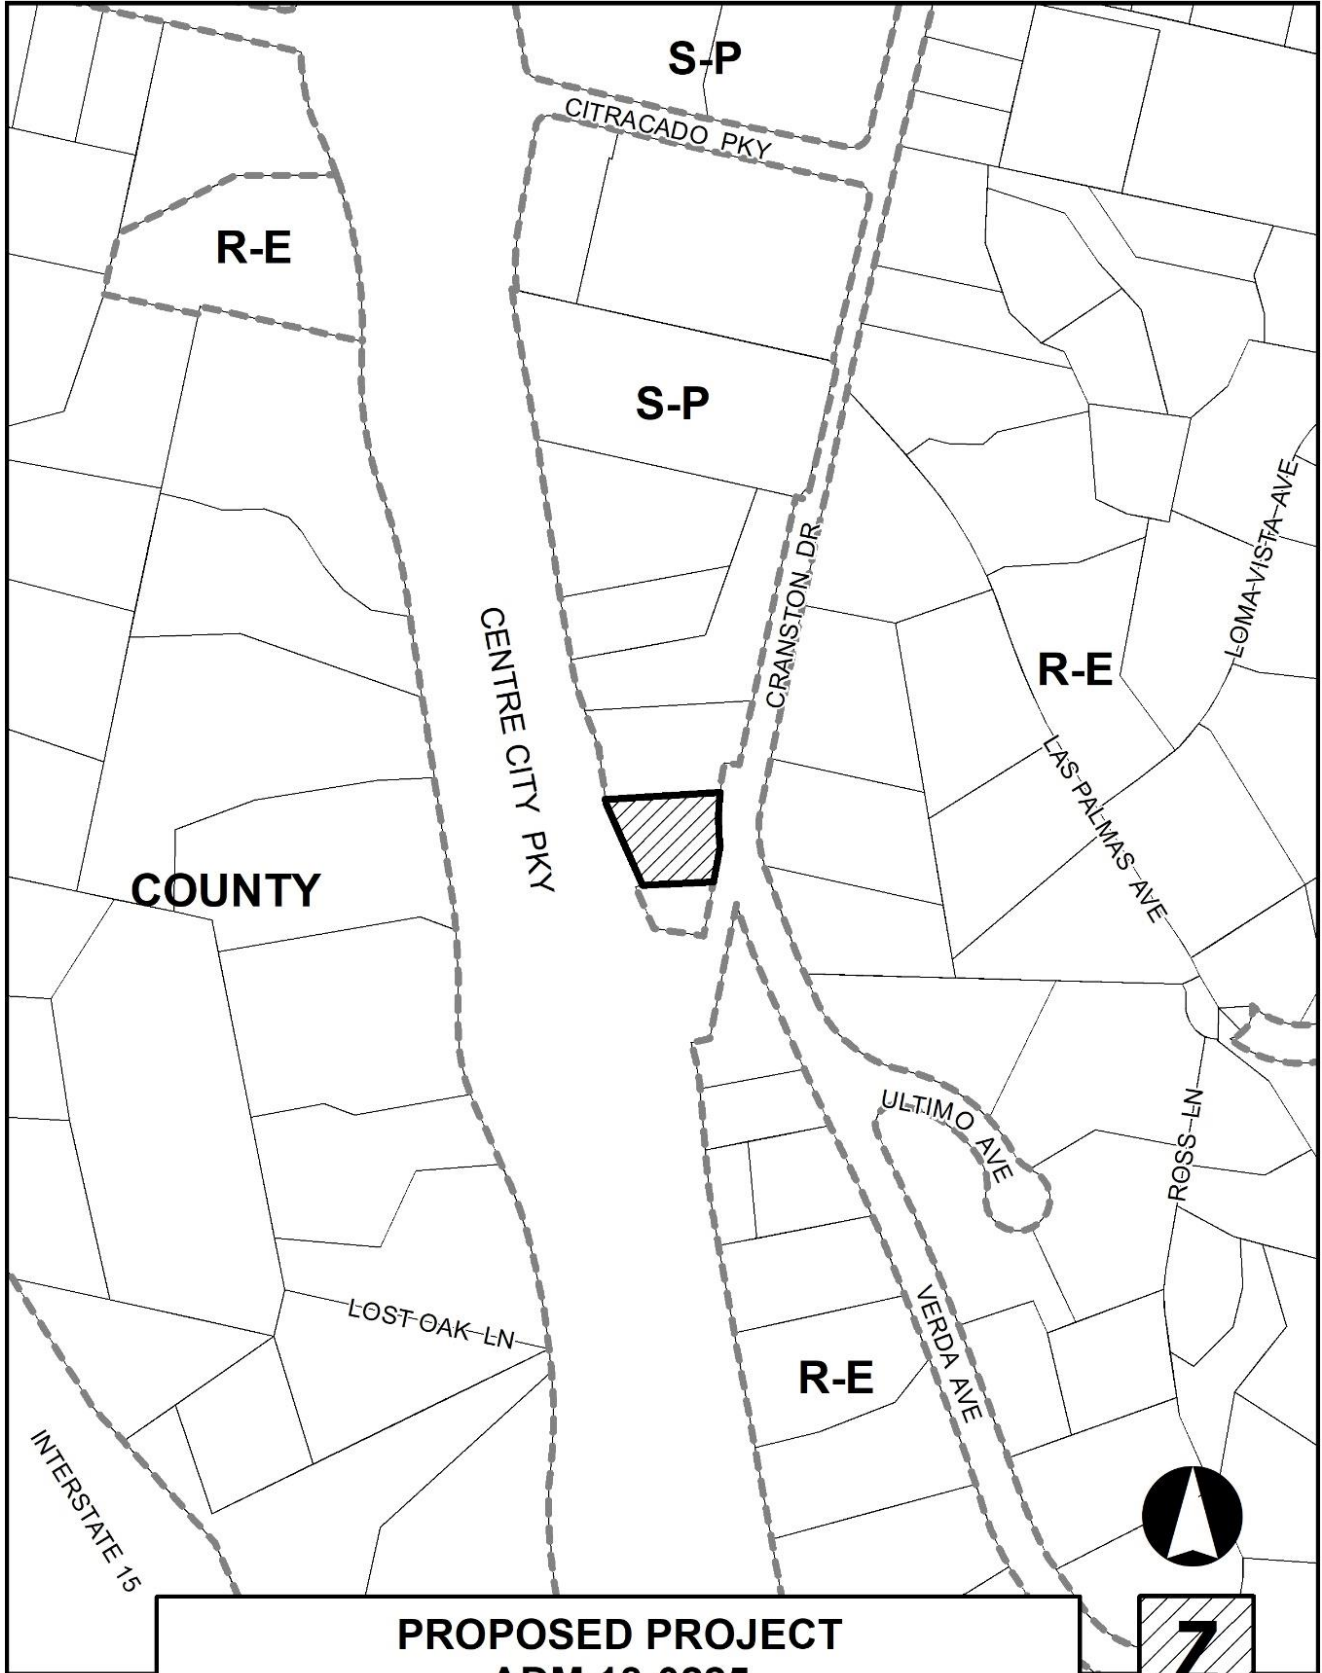 S-P
CITRACADO PKY
R-E
S-P
CRANSTON DR
LOMA VISTA AVE
CENTRE CITY PKY
R-E
LAS PALMAS AVE
COUNTY
ULTIMO AVE
ROSS LN
LOST OAK LN
VERDA AVE
R-E
INTERSTATE 15
PROPOSED PROJECT
7